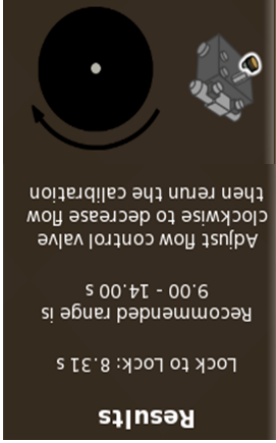 Results
Lock to Lock: 8.31 s
Recommended range is
9.00 - 14.00 s
Adjust flow control valve
clockwise to decrease flow
then rerun the calibration